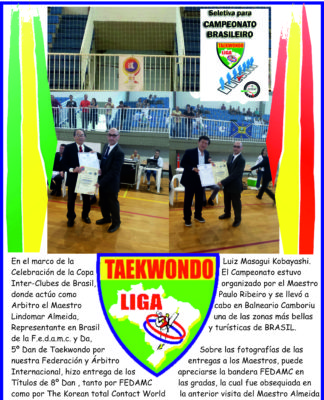 Seletiva para
CAMPEONATO
BRASILEIRO
TAEKWONDO
LIGA
En el marco de la
Celebración de la Copa
Inter-Clubes de Brasil,
donde actúo como
Arbitro el Maestro
Lindomar Almeida,
Representante en Brasil
de la F.e.d.a.m.c. y Da,
5º Dan de Taekwondo por
nuestra Federación y Árbitro
Internacional, hizo entrega de los
Títulos de 8º Dan , tanto por FEDAMC
como por The Korean total Contact World
TAEKWONDO
LIGA
Luiz Masagui Kobayashi.
El Campeonato estuvo
organizado por el Maestro
Paulo Ribeiro y se llevó a
cabo en Balneario Camboriu
una de las zonas más bellas
y turísticas de BRASIL.
Sobre las fotografías de las
entregas a los Maestros, puede
apreciarse la bandera FEDAMC en
las gradas, la cual fue obsequiada en
la anterior visita del Maestro Almeida